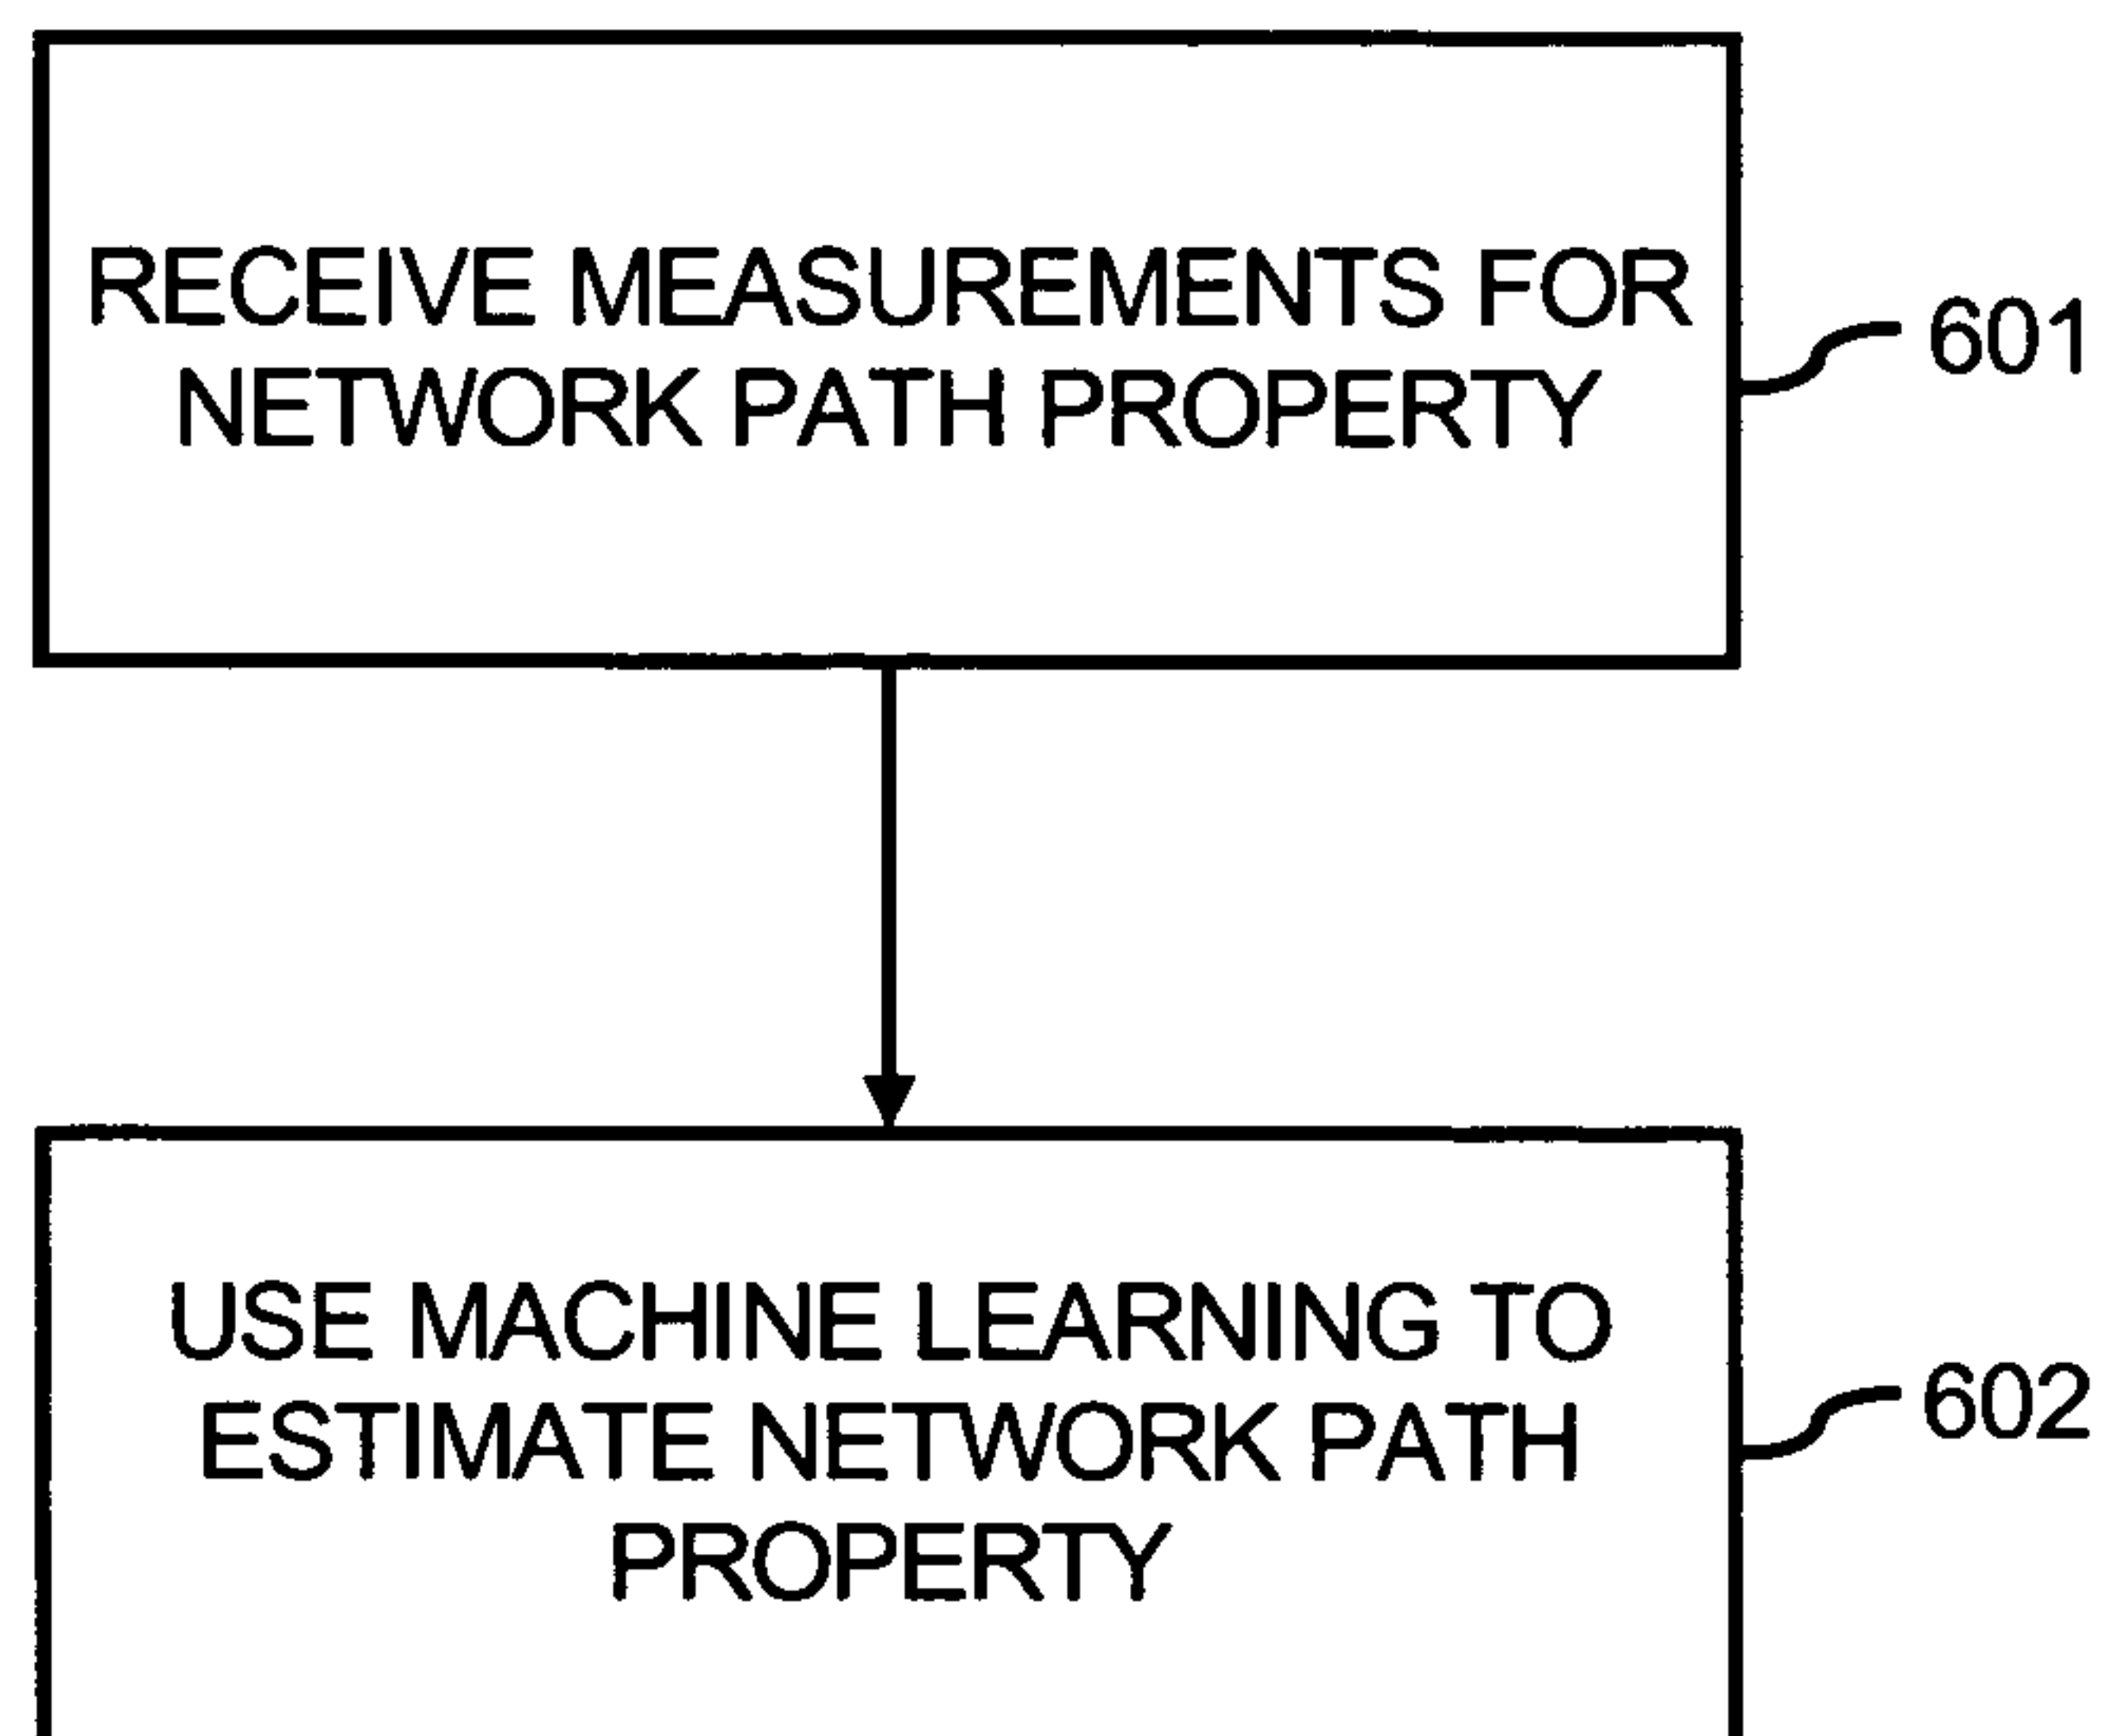 RECEIVE MEASUREMENTS FOR
NETWORK PATH PROPERTY
601
USE MACHINE LEARNING TO
ESTIMATE NETWORK PATH
PROPERTY
602